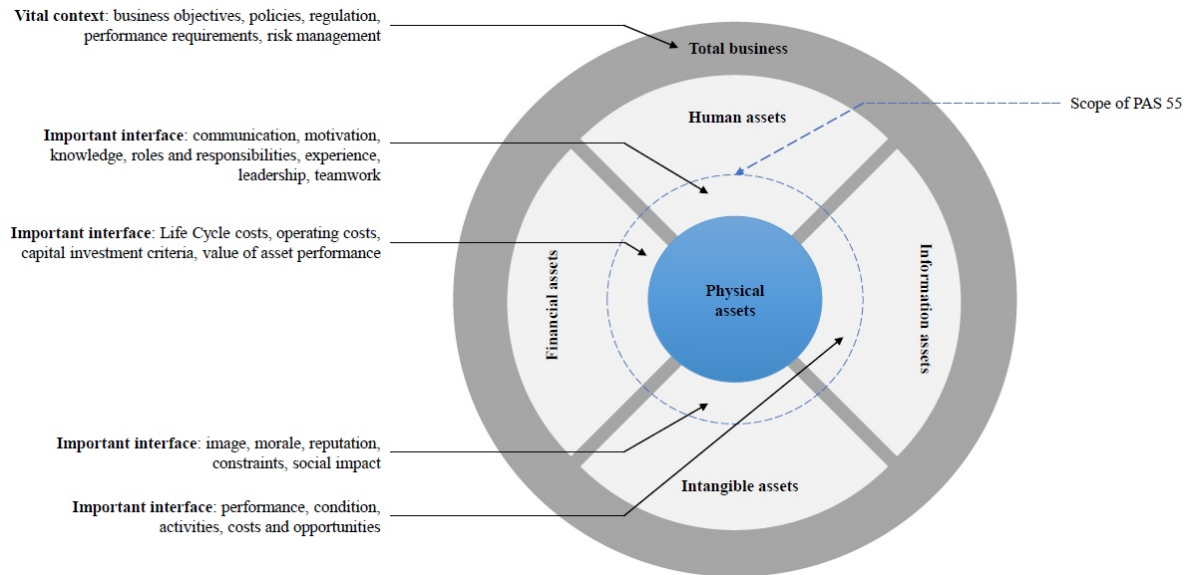 Vital context: business objectives, policies, regulation,
performance requirements, risk management
Total business
Scope of PAS 55
Human assets
Important interface: communication, motivation,
knowledge, roles and responsibilities, experience,
leadership, teamwork
Important interface: Life Cycle costs, operating costs,
capital investment criteria, value of asset performance
Financial assets
Physical
assets
Information assets
Important interface: image, morale, reputation,
constraints, social impact
Intangible assets
Important interface: performance, condition,
activities, costs and opportunities